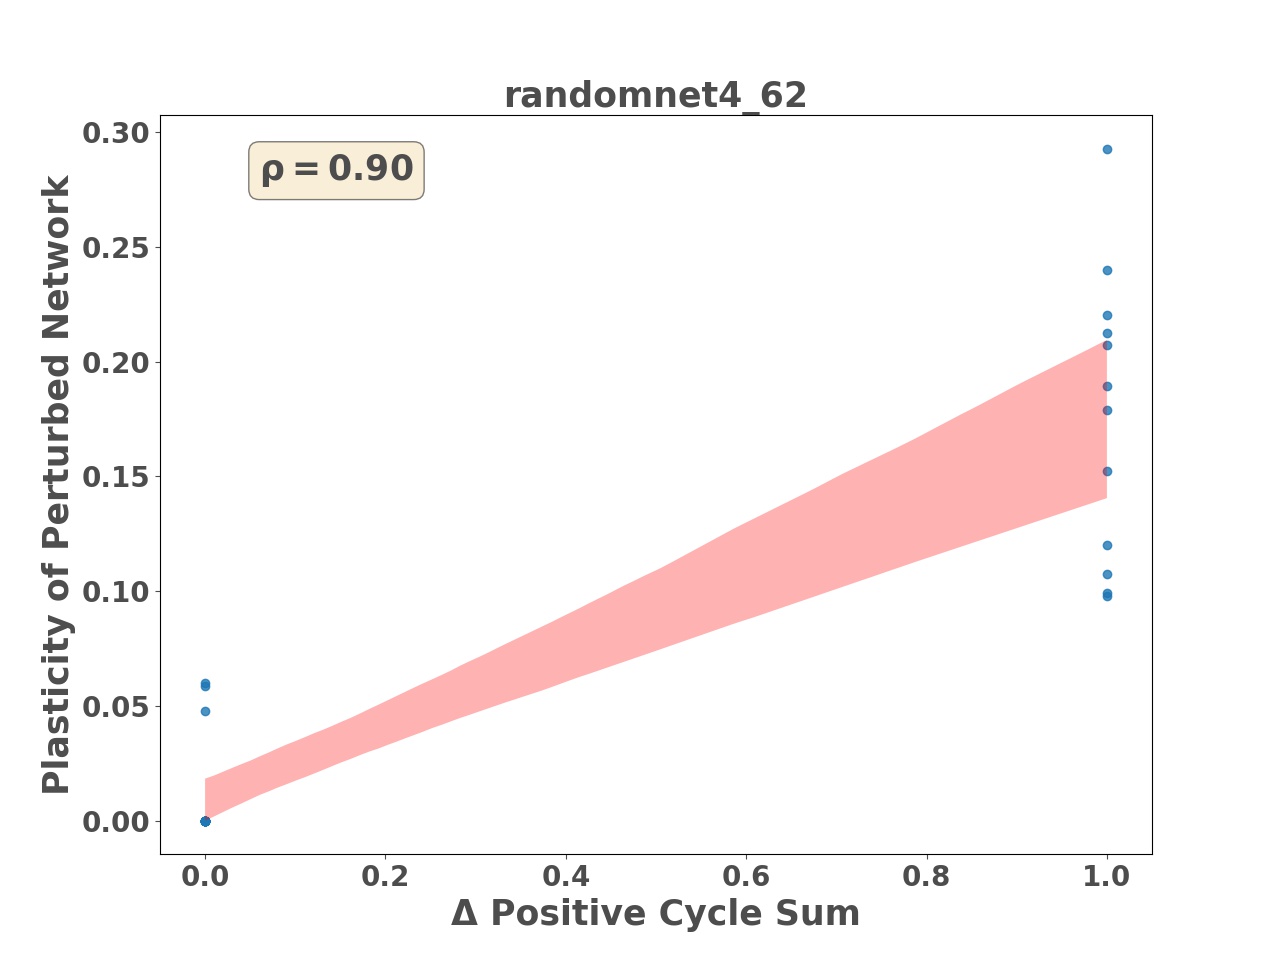 randomnet4_62
ρ = 0.90
Plasticity of Perturbed Network
0.30
0.25
0.20
0.15
0.10
0.05
0.00
0.0 0.2 0.4 0.6 0.8 1.0
Δ Positive Cycle Sum